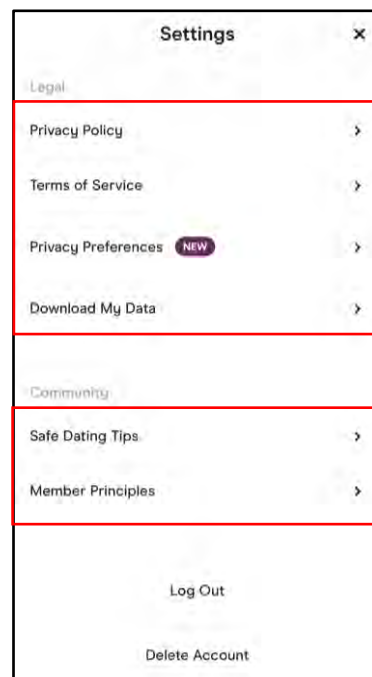 Settings ×
Legal
Privacy Policy
Terms of Service
Privacy Preferences NEW
Download My Data
Community
Safe Dating Tips
Member Principles
Log Out
Delete Account